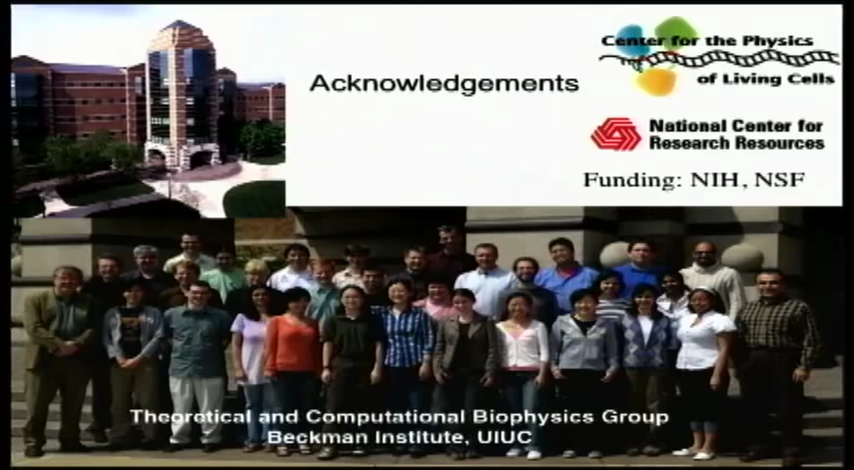 Acknowledgements
Center for the Physics
of Living Cells
National Center for
Research Resources
Funding: NIH, NSF
Theoretical and Computational Biophysics Group
Beckman Institute, UIUC